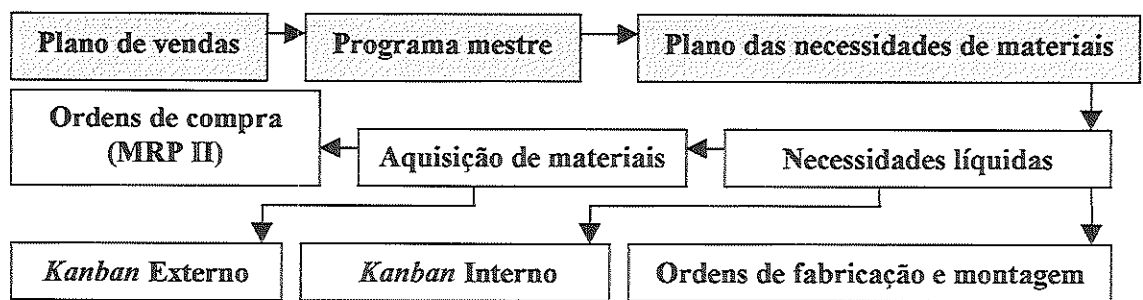 Plano de vendas
Programa mestre
Plano das necessidades de materiais
Ordens de compra
(MRP II)
Aquisição de materiais
Necessidades líquidas
Kanban Externo
Kanban Interno
Ordens de fabricação e montagem